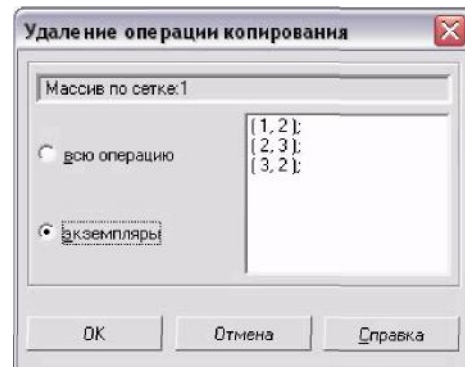 Удаление операции копирования
Массив по сетке:1
всю операцию
экземпляры
( 1, 2 );
( 2, 3 );
( 3, 2 );
OK
Отмена
Справка